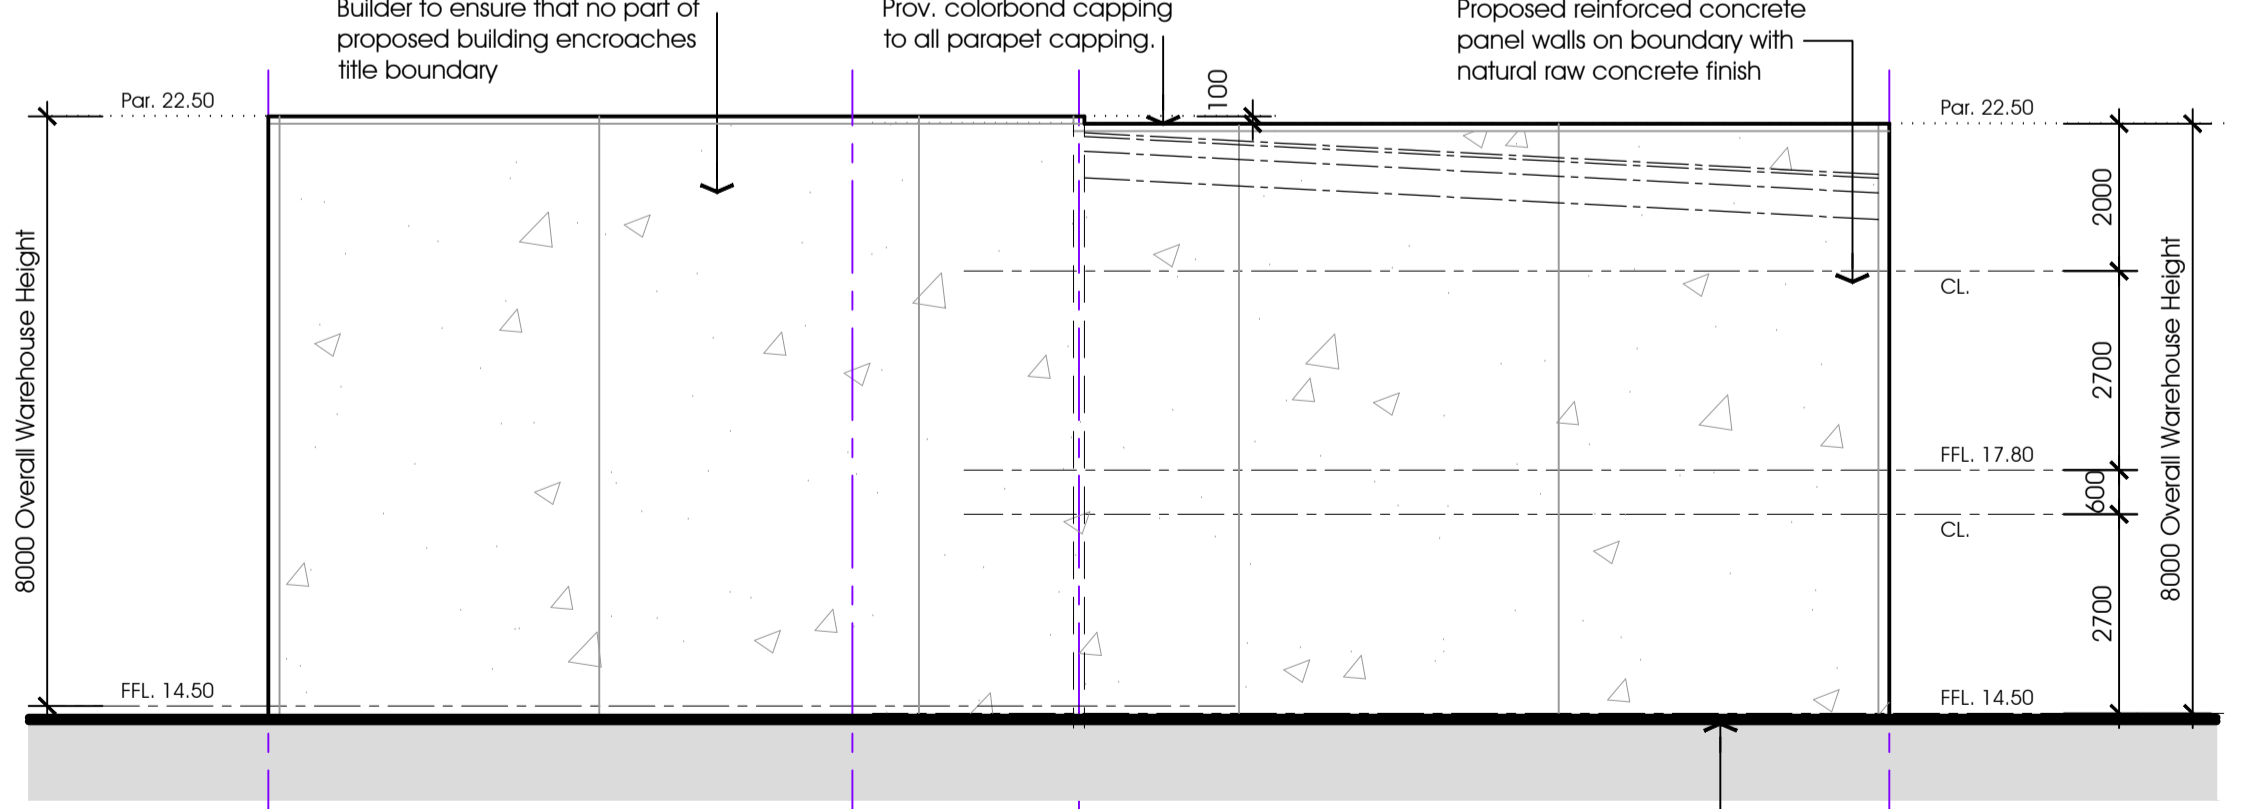 Builder to ensure that no part of
proposed building encroaches
title boundary
Prov. colorbond capping
to all parapet capping.
Proposed reinforced concrete
panel walls on boundary with
natural raw concrete finish
100
Par. 22.50
Par. 22.50
2000
CL.
8000 Overall Warehouse Height
2700
8000 Overall Warehouse Height
FFL. 17.80
600
CL.
2700
FFL. 14.50
FFL. 14.50